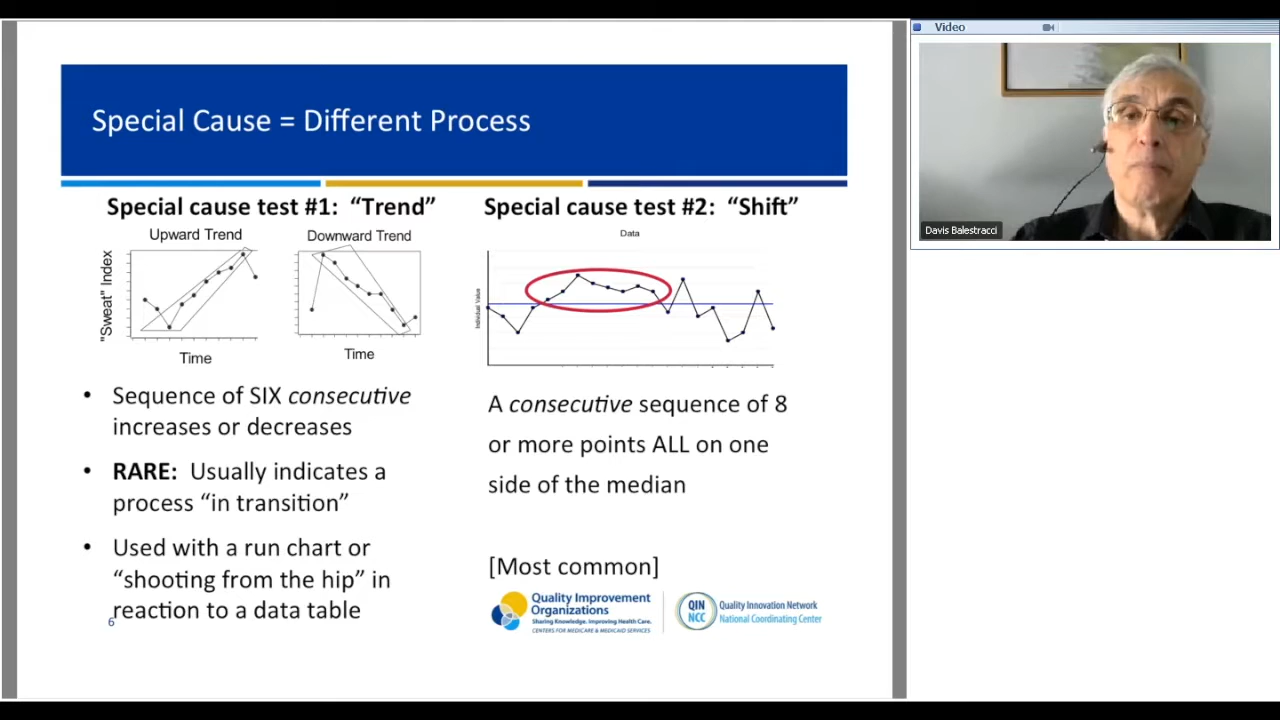 Video
Davis Balestracci
Special Cause = Different Process
Special cause test #1: “Trend”
Upward Trend
Downward Trend
"Sweat" Index
Time
Time
• Sequence of SIX consecutive
increases or decreases
• RARE: Usually indicates a
process “in transition”
• Used with a run chart or
“shooting from the hip” in
reaction to a data table
6
Special cause test #2: “Shift”
Data
Individual Value
A consecutive sequence of 8
or more points ALL on one
side of the median
[Most common]
Quality Improvement
Organizations
Sharing Knowledge. Improving Health Care.
CENTERS FOR MEDICARE & MEDICAID SERVICES
QIN
NCC
Quality Innovation Network
National Coordinating Center